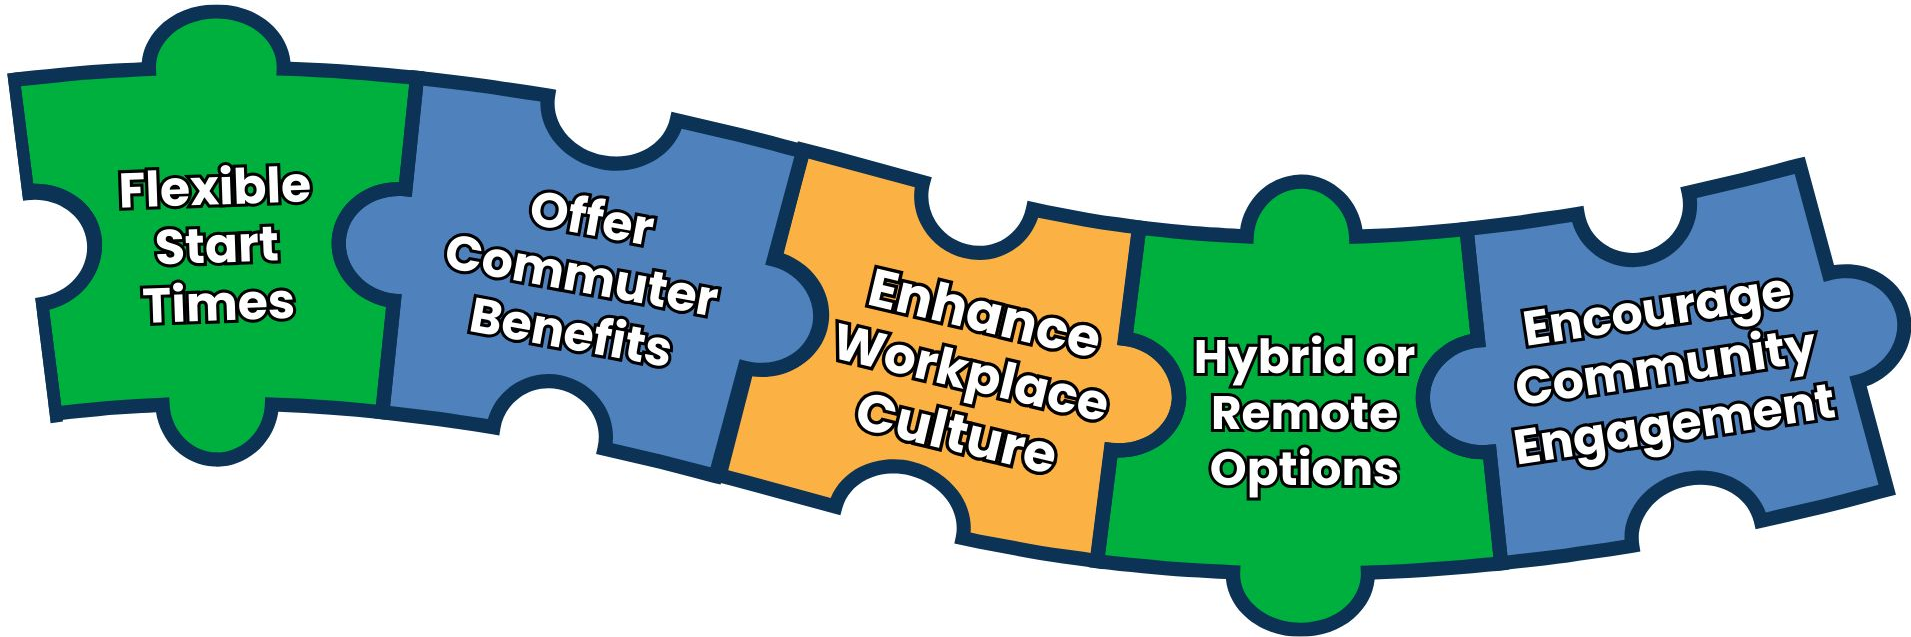 Flexible
Start
Times
Offer
Commuter
Benefits
Enhance
Workplace
Culture
Hybrid or
Remote
Options
Encourage
Community
Engagement